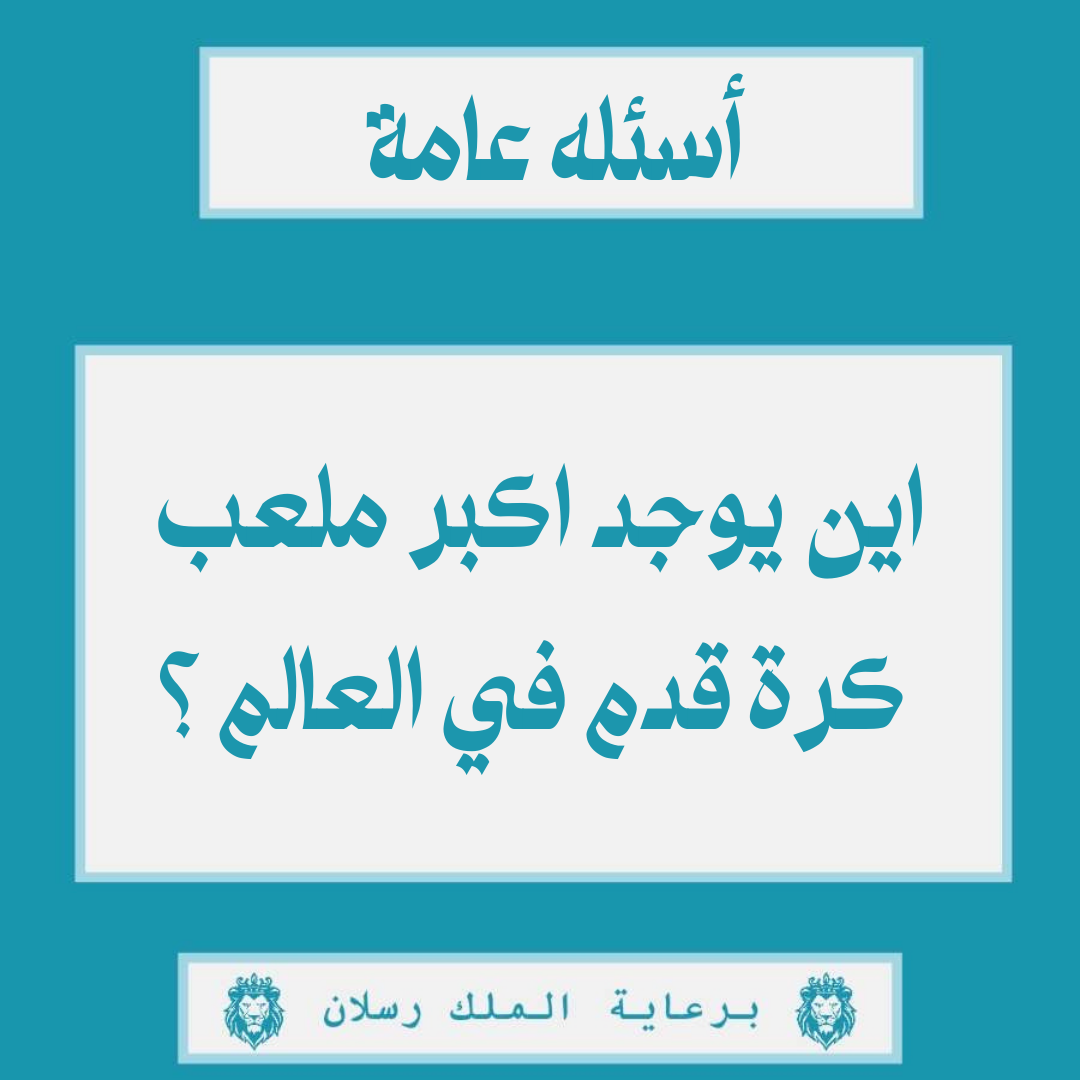 أسئله عامة
اين يوجد اكبر ملعب
كرة قدم في العالم ؟
برعاية الملك رسلان